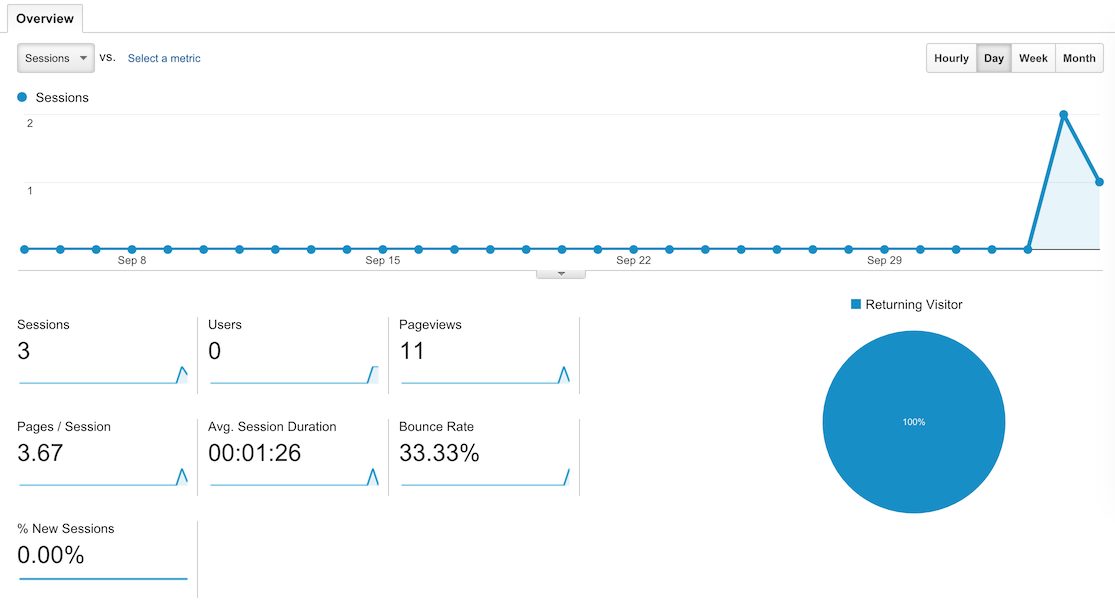 Overview
Sessions vs. Select a metric Hourly Day Week Month
Sessions
2
1
Sep 8 Sep 15 Sep 22 Sep 29
Returning Visitor
Sessions Users Pageviews
3 0 11
100%
Pages / Session Avg. Session Duration Bounce Rate
3.67 00:01:26 33.33%
% New Sessions
0.00%